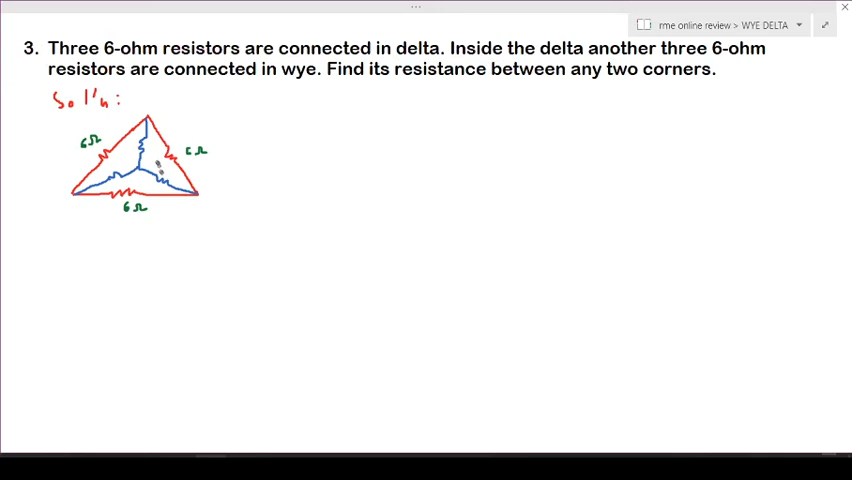 rme online review > WYE DELTA
3. Three 6-ohm resistors are connected in delta. Inside the delta another three 6-ohm
resistors are connected in wye. Find its resistance between any two corners.
Sol'n:
6Ω
6Ω
6Ω